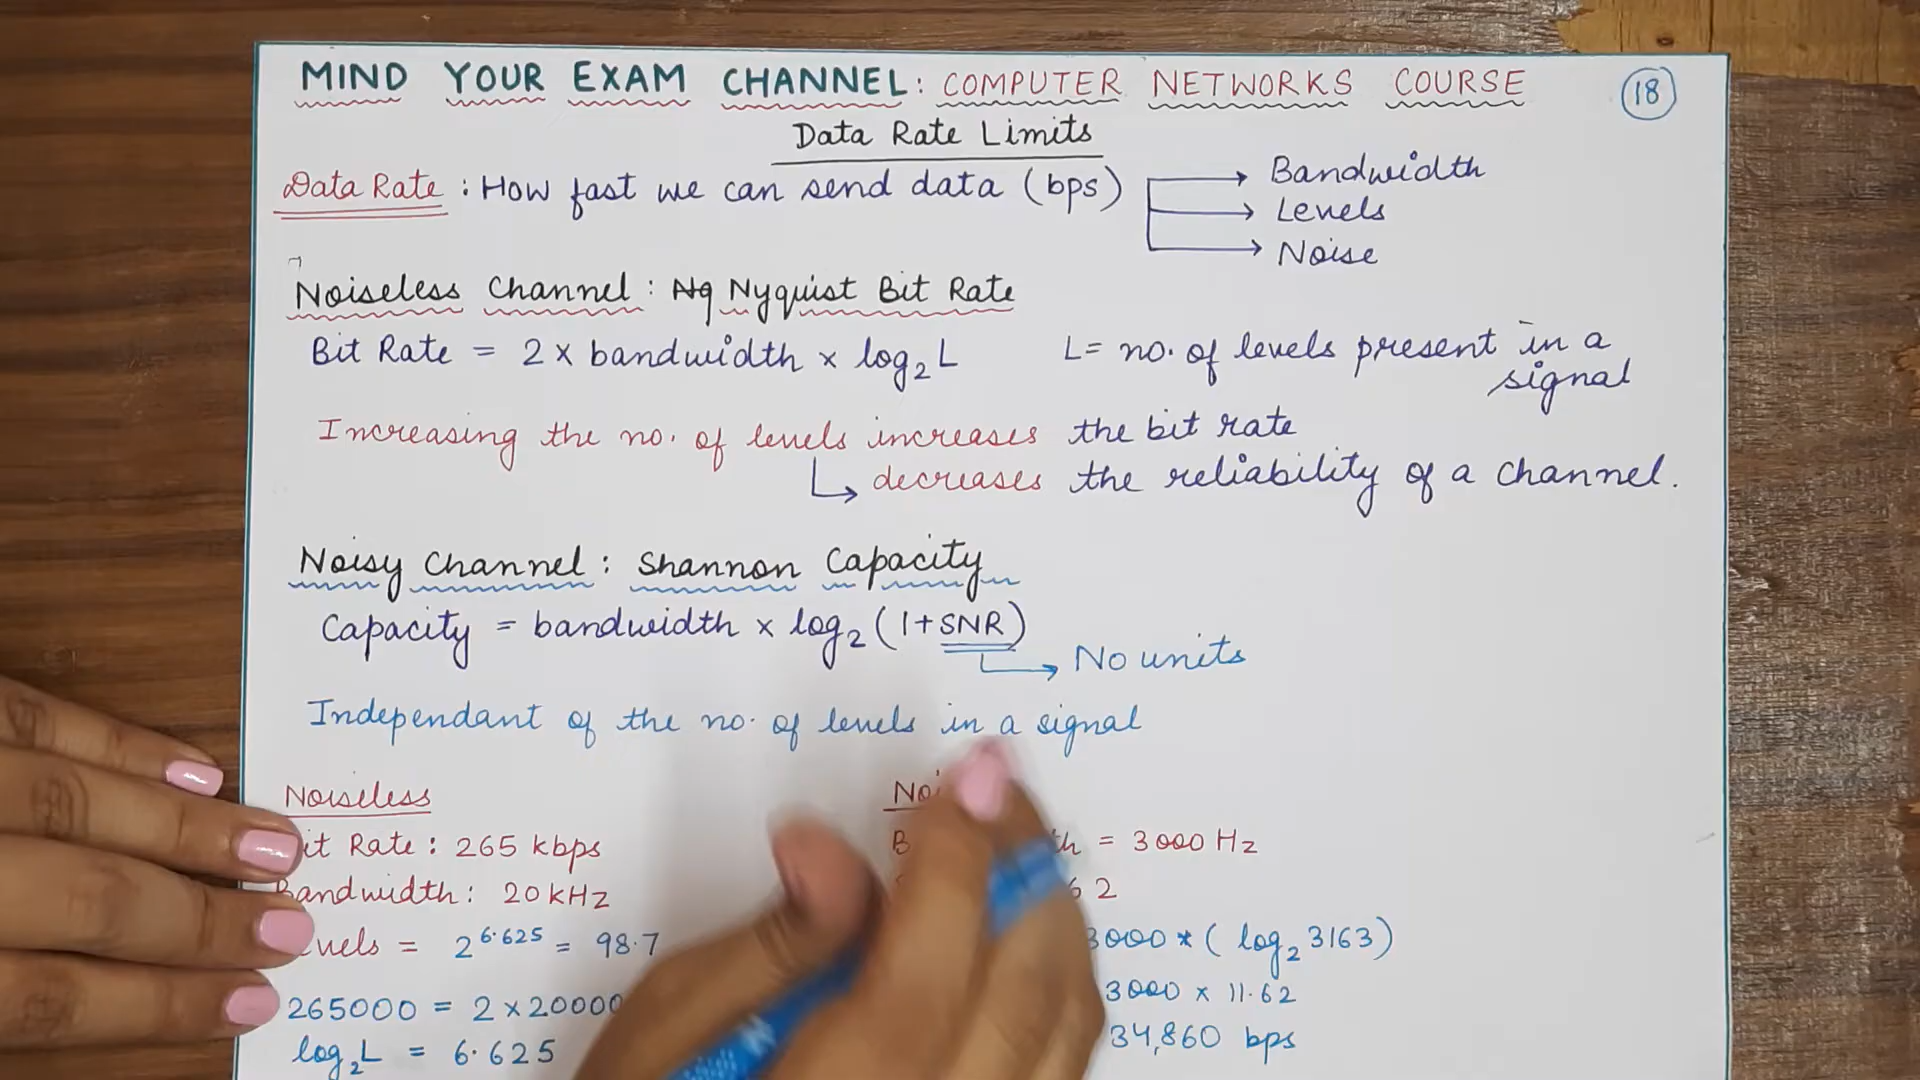 MIND YOUR EXAM CHANNEL: COMPUTER NETWORKS COURSE
18
Data Rate Limits
Data Rate : How fast we can send data (bps)
Bandwidth
Levels
Noise
Noiseless Channel: Nyquist Bit Rate
Bit Rate = 2 x bandwidth x log₂ L
L= no. of levels present in a signal
Increasing the no. of levels increases the bit rate
decreases the reliability of a channel.
Noisy Channel: Shannon Capacity
Capacity = bandwidth x log₂ (1+SNR)
No units
Independant of the no. of levels in a signal
Noiseless
Bit Rate: 265 kbps
Bandwidth: 20 kHz
= 2^6.625 = 98.7
265000 = 2 x 20000
log₂L = 6.625
= 3000 Hz
62
3000 * ( log₂ 3163)
3000 x 11.62
34,860 bps